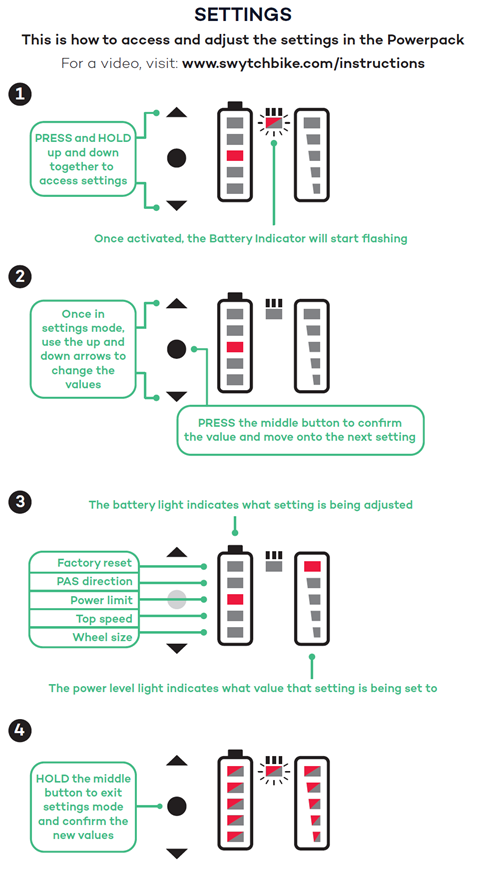 SETTINGS
This is how to access and adjust the settings in the Powerpack
For a video, visit: www.swytchbike.com/instructions
1
PRESS and HOLD
up and down
together to
access settings
Once activated, the Battery Indicator will start flashing
2
Once in
settings mode,
use the up and
down arrows to
change the
values
PRESS the middle button to confirm
the value and move onto the next setting
3
The battery light indicates what setting is being adjusted
Factory reset
PAS direction
Power limit
Top speed
Wheel size
The power level light indicates what value that setting is being set to
4
HOLD the middle
button to exit
settings mode
and confirm the
new values